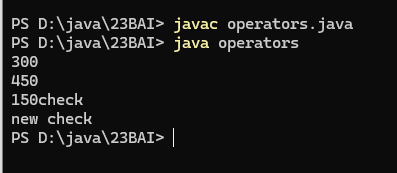 PS D:\java\23BAI> javac operators.java
PS D:\java\23BAI> java operators
300
450
150check
new check
PS D:\java\23BAI>